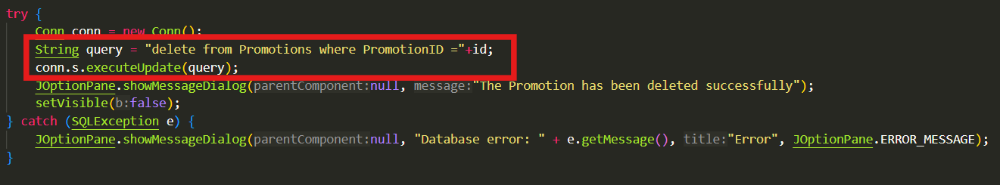 try {
Conn conn = new Conn();
String query = "delete from Promotions where PromotionID ="+id;
conn.s.executeUpdate(query);
JOptionPane.showMessageDialog(parentComponent:null, message:"The Promotion has been deleted successfully");
setVisible(b:false);
} catch (SQLException e) {
JOptionPane.showMessageDialog(parentComponent:null, "Database error: " + e.getMessage(), title:"Error", JOptionPane.ERROR_MESSAGE);
}